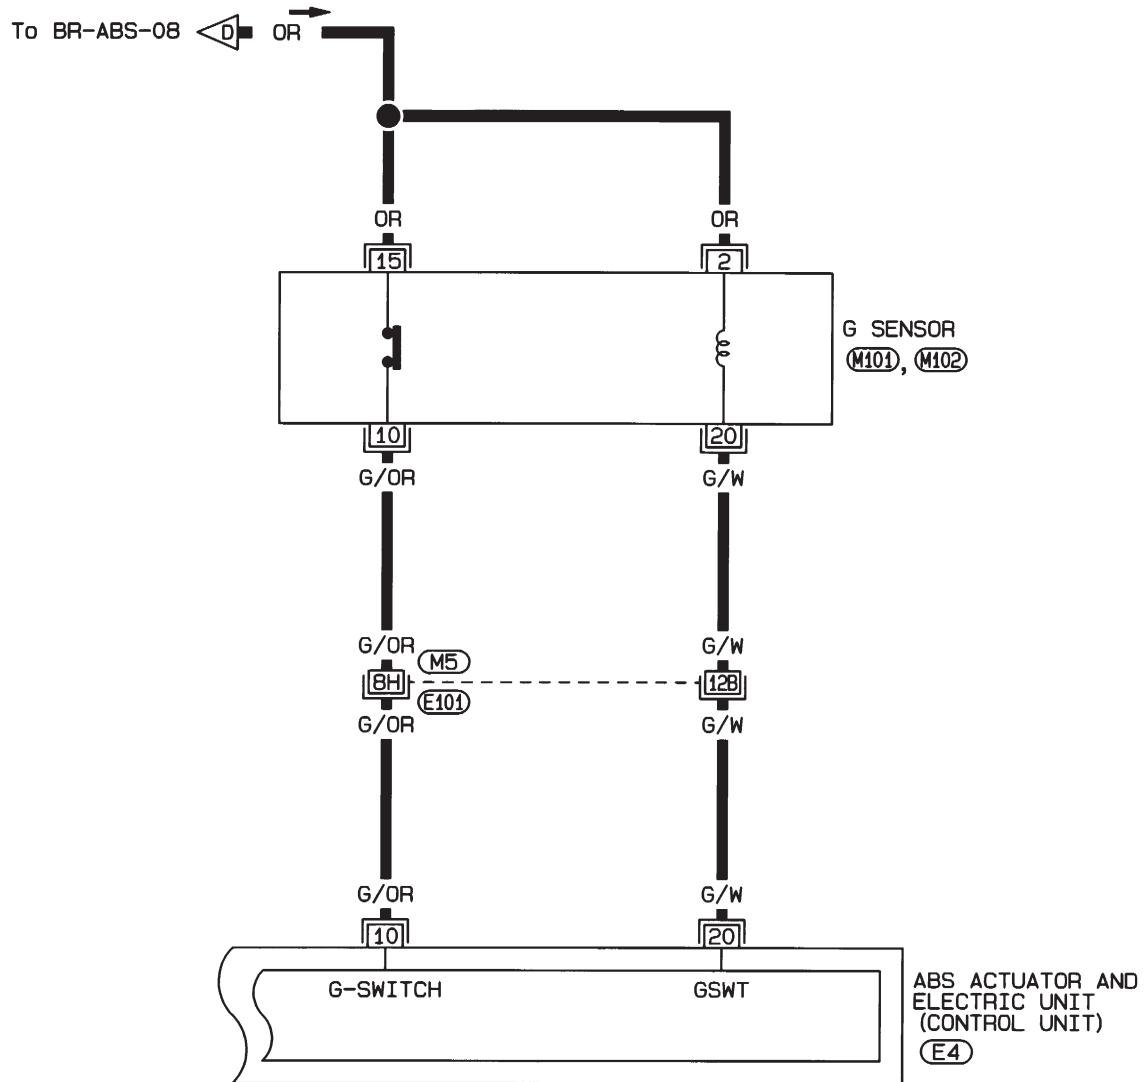 To BR-ABS-08 D OR
OR OR
15 2
G SENSOR
M101, M102
10 20
G/OR G/W
G/OR G/W
M5
8H 12B
E101
G/OR G/W
G/OR G/W
10 20
G-SWITCH GSWT
ABS ACTUATOR AND
ELECTRIC UNIT
(CONTROL UNIT)
E4